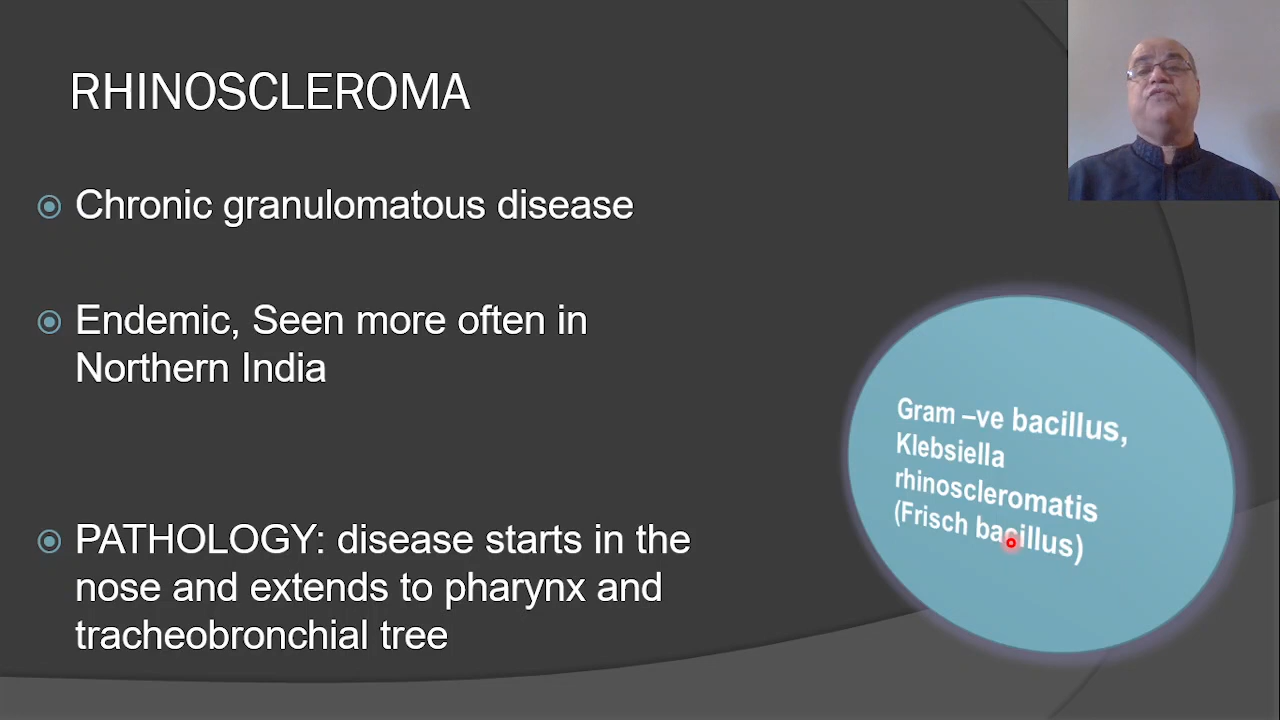 RHINOSCLEROMA
Chronic granulomatous disease
Endemic, Seen more often in
Northern India
PATHOLOGY: disease starts in the
nose and extends to pharynx and
tracheobronchial tree
Gram –ve bacillus,
Klebsiella
rhinoscleromatis
(Frisch bacillus)